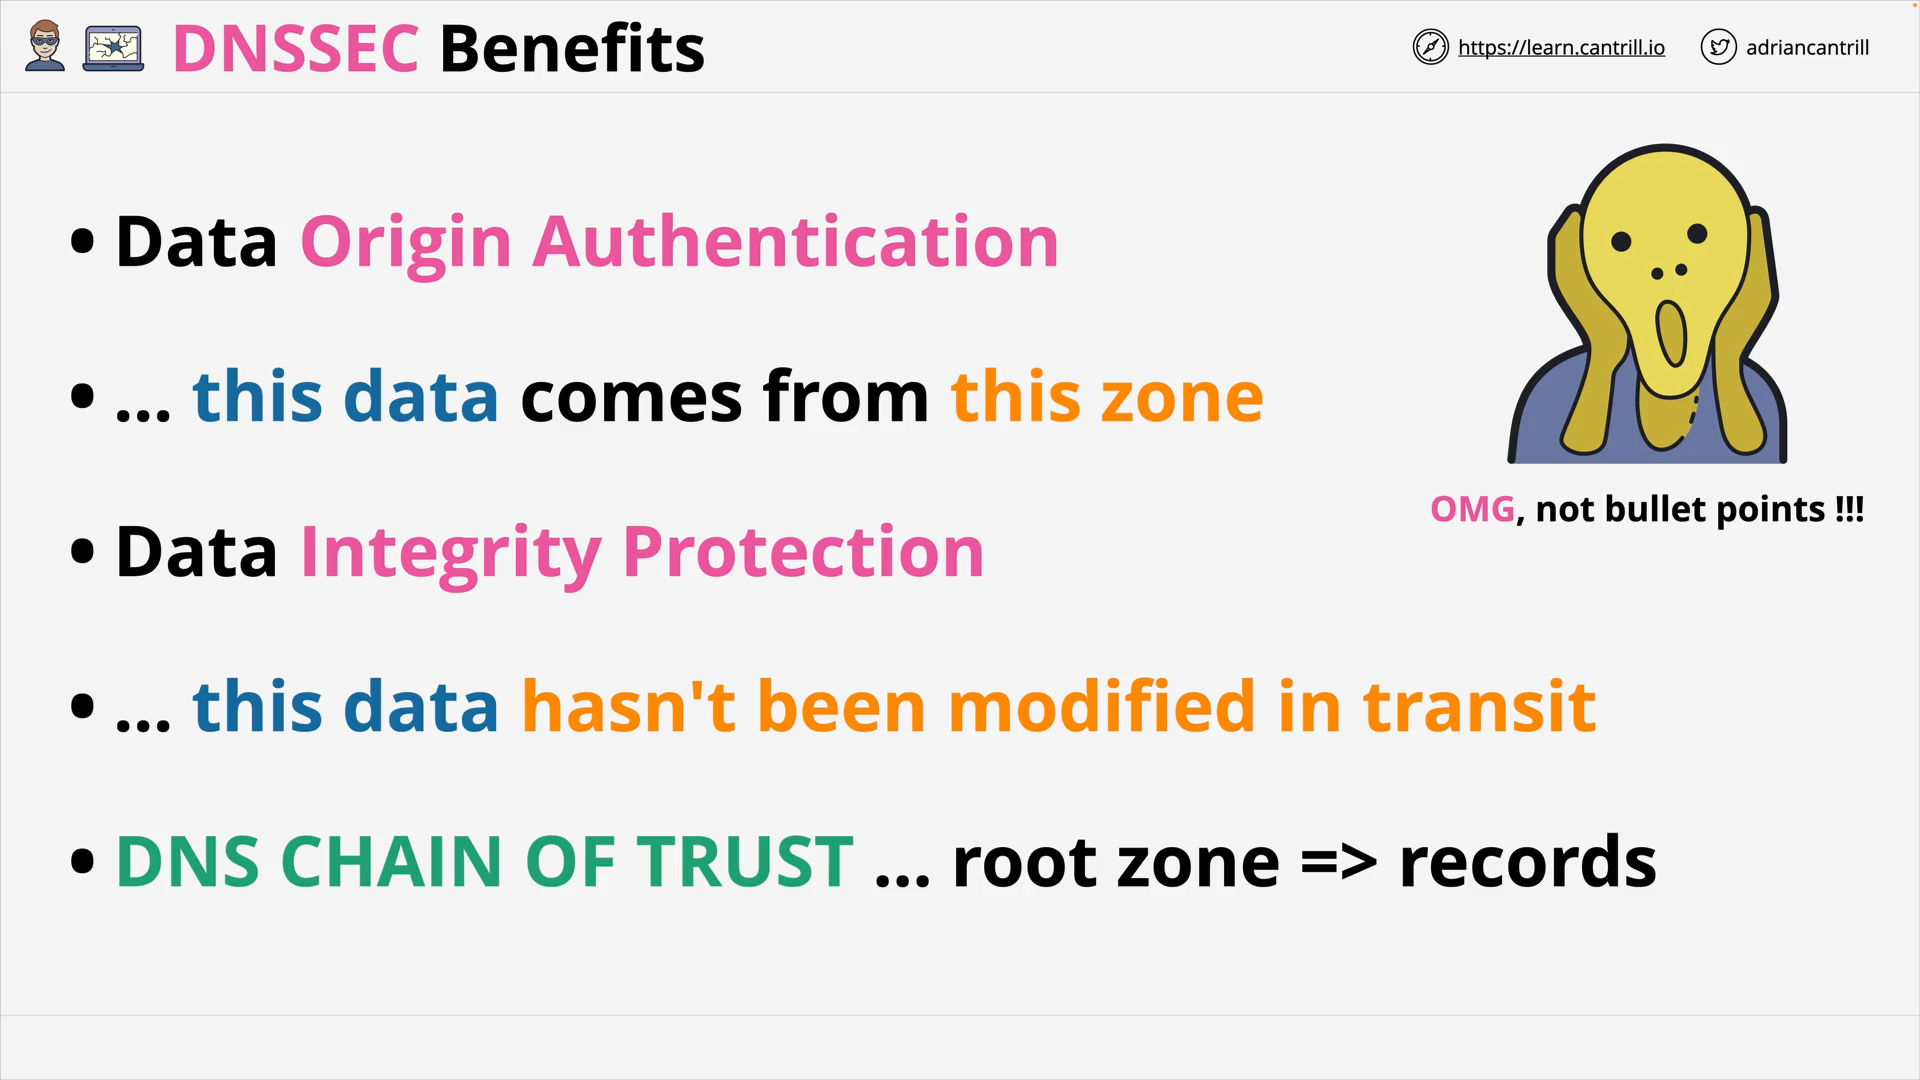 DNSSEC Benefits
https://learn.cantrill.io
adriancantrill
• Data Origin Authentication
• ... this data comes from this zone
OMG, not bullet points !!!
• Data Integrity Protection
• ... this data hasn't been modified in transit
• DNS CHAIN OF TRUST ... root zone => records